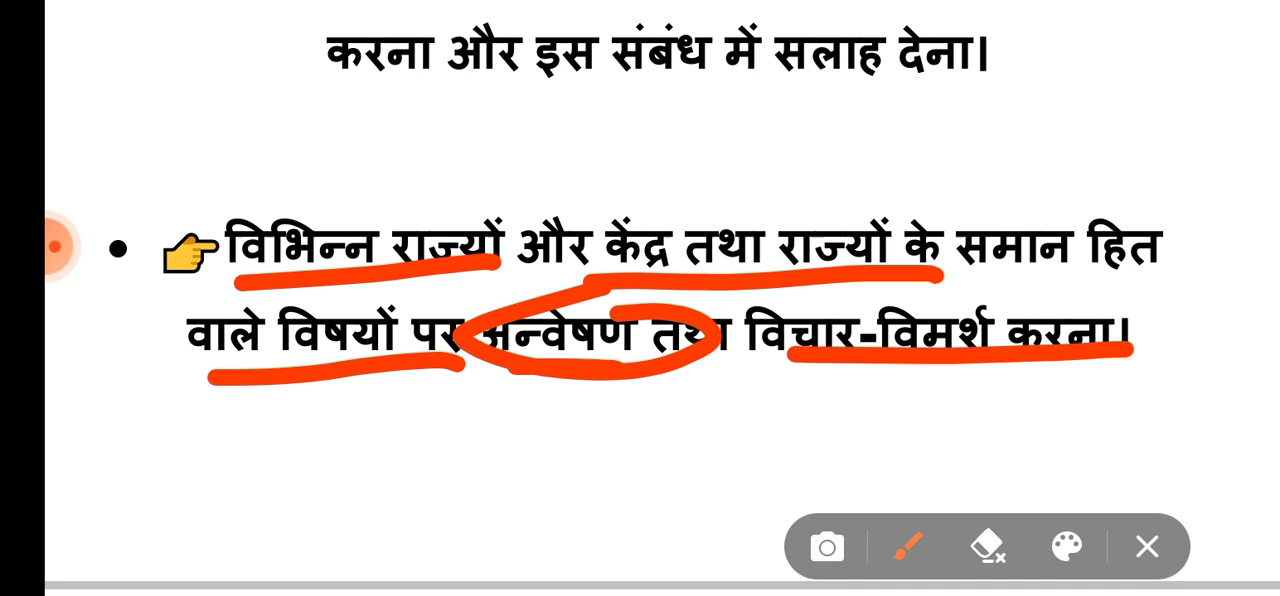 करना और इस संबंध में सलाह देना।
• 👉विभिन्न राज्यों और केंद्र तथा राज्यों के समान हित
वाले विषयों पर अन्वेषण तथा विचार-विमर्श करना।